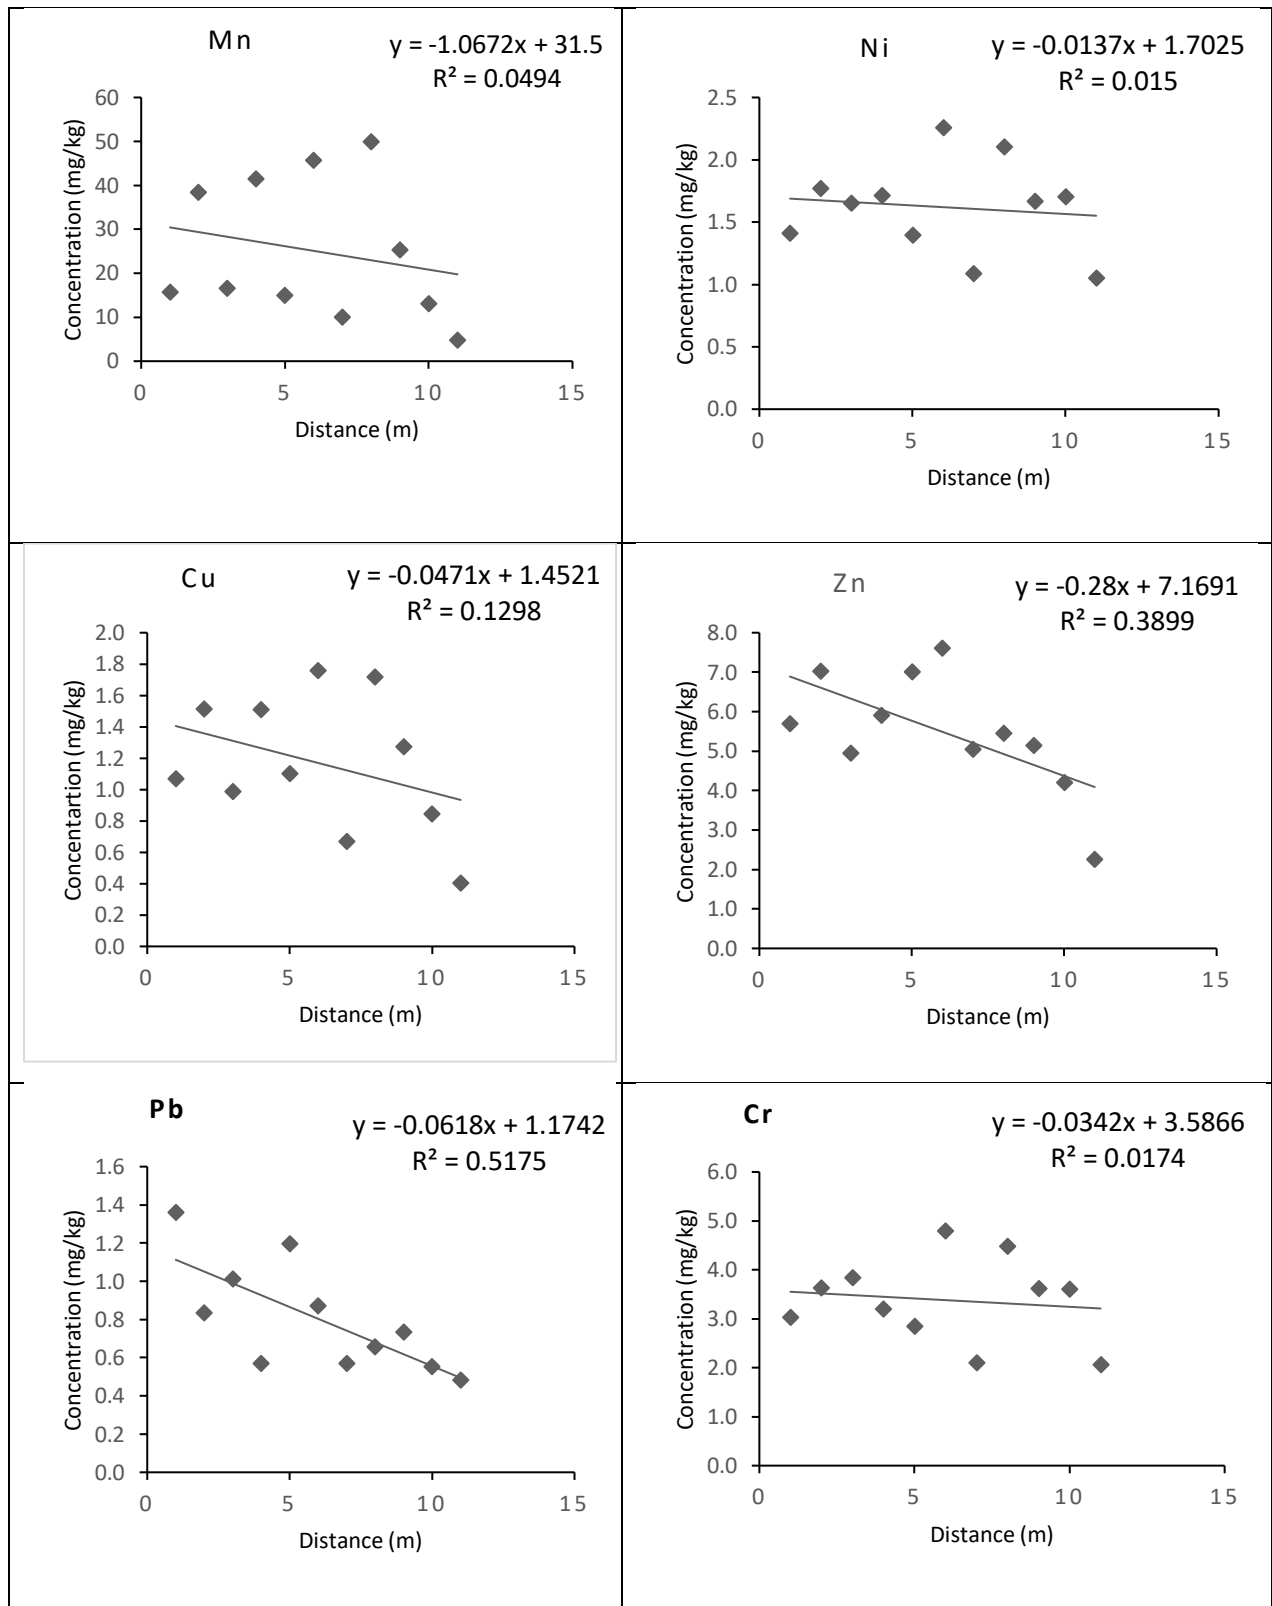 Mn
y = -1.0672x + 31.5
R² = 0.0494
Concentration (mg/kg)
60
50
40
30
20
10
0
0 5 10 15
Distance (m)
Ni
y = -0.0137x + 1.7025
R² = 0.015
Concentration (mg/kg)
2.5
2.0
1.5
1.0
0.5
0.0
0 5 10 15
Distance (m)
Cu
y = -0.0471x + 1.4521
R² = 0.1298
Concentartion (mg/kg)
2.0
1.8
1.6
1.4
1.2
1.0
0.8
0.6
0.4
0.2
0.0
0 5 10 15
Distance (m)
Zn
y = -0.28x + 7.1691
R² = 0.3899
Concentration (mg/kg)
8.0
7.0
6.0
5.0
4.0
3.0
2.0
1.0
0.0
0 5 10 15
Distance (m)
Pb
y = -0.0618x + 1.1742
R² = 0.5175
Concentration (mg/kg)
1.6
1.4
1.2
1.0
0.8
0.6
0.4
0.2
0.0
0 5 10 15
Distance (m)
Cr
y = -0.0342x + 3.5866
R² = 0.0174
Concentration (mg/kg)
6.0
5.0
4.0
3.0
2.0
1.0
0.0
0 5 10 15
Distance (m)